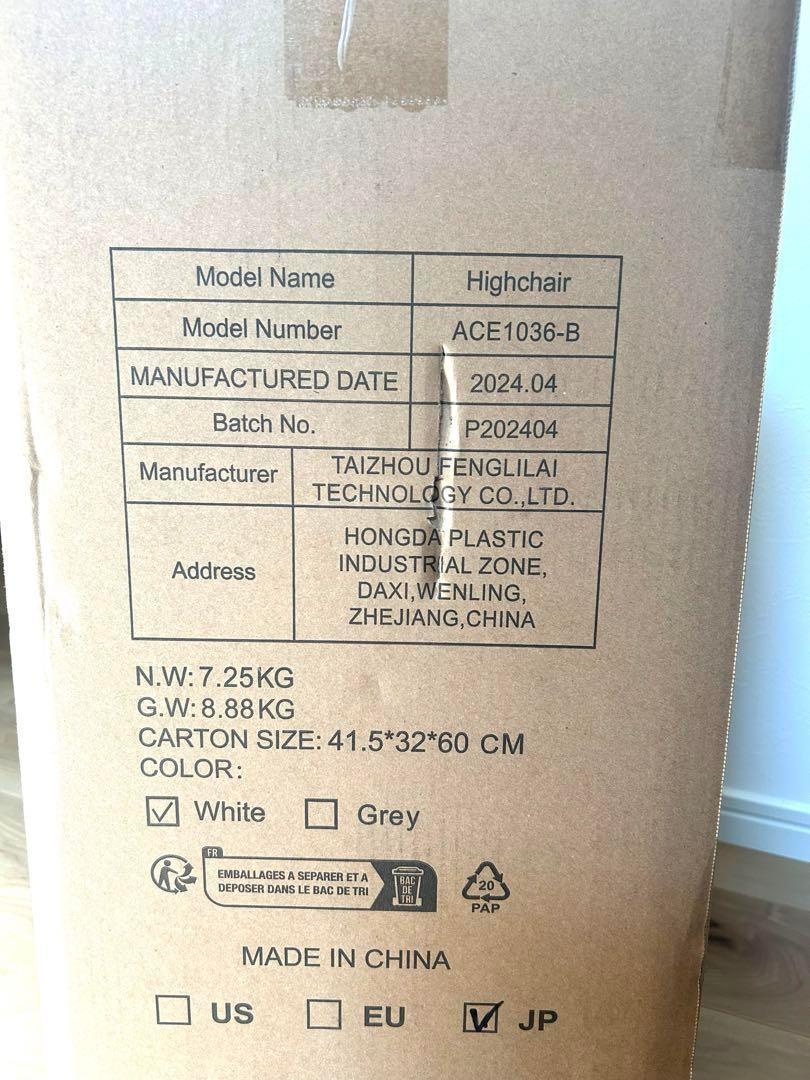 Model Name Highchair
Model Number ACE1036-B
MANUFACTURED DATE 2024.04
Batch No. P202404
Manufacturer TAIZHOU FENGLILAI
TECHNOLOGY CO.,LTD.
Address HONGDA PLASTIC
INDUSTRIAL ZONE,
DAXI,WENLING,
ZHEJIANG,CHINA
N.W:7.25KG
G.W:8.88KG
CARTON SIZE: 41.5*32*60 CM
COLOR:
White Grey
FR
EMBALLAGES A SEPARER ET A
DEPOSER DANS LE BAC DE TRI
BAC
DE
TRI
20
PAP
MADE IN CHINA
US EU JP